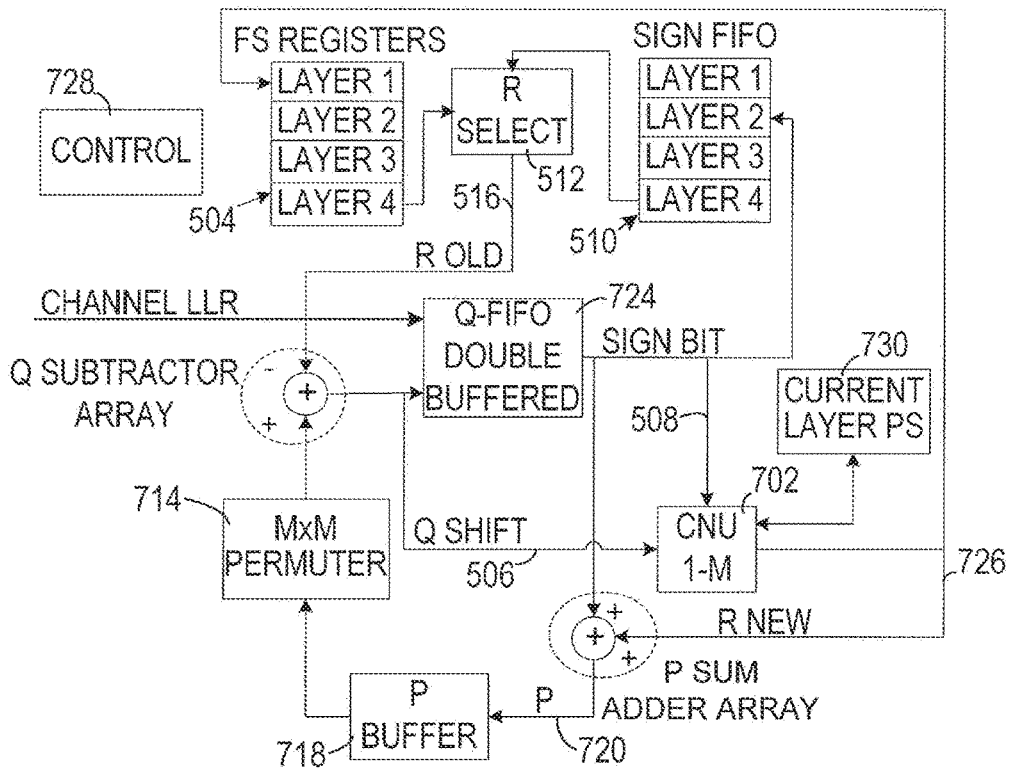 FS REGISTERS
SIGN FIFO
728
CONTROL
LAYER 1
LAYER 2
LAYER 3
LAYER 4
504
R
SELECT
512
516
LAYER 1
LAYER 2
LAYER 3
LAYER 4
510
R OLD
CHANNEL LLR
Q-FIFO
DOUBLE
BUFFERED
724
SIGN BIT
Q SUBTRACTOR
ARRAY
-
+
+
508
730
CURRENT
LAYER PS
714
MxM
PERMUTER
Q SHIFT
506
702
CNU
1-M
726
+
+
+
R NEW
P SUM
ADDER ARRAY
P
BUFFER
718
P
720